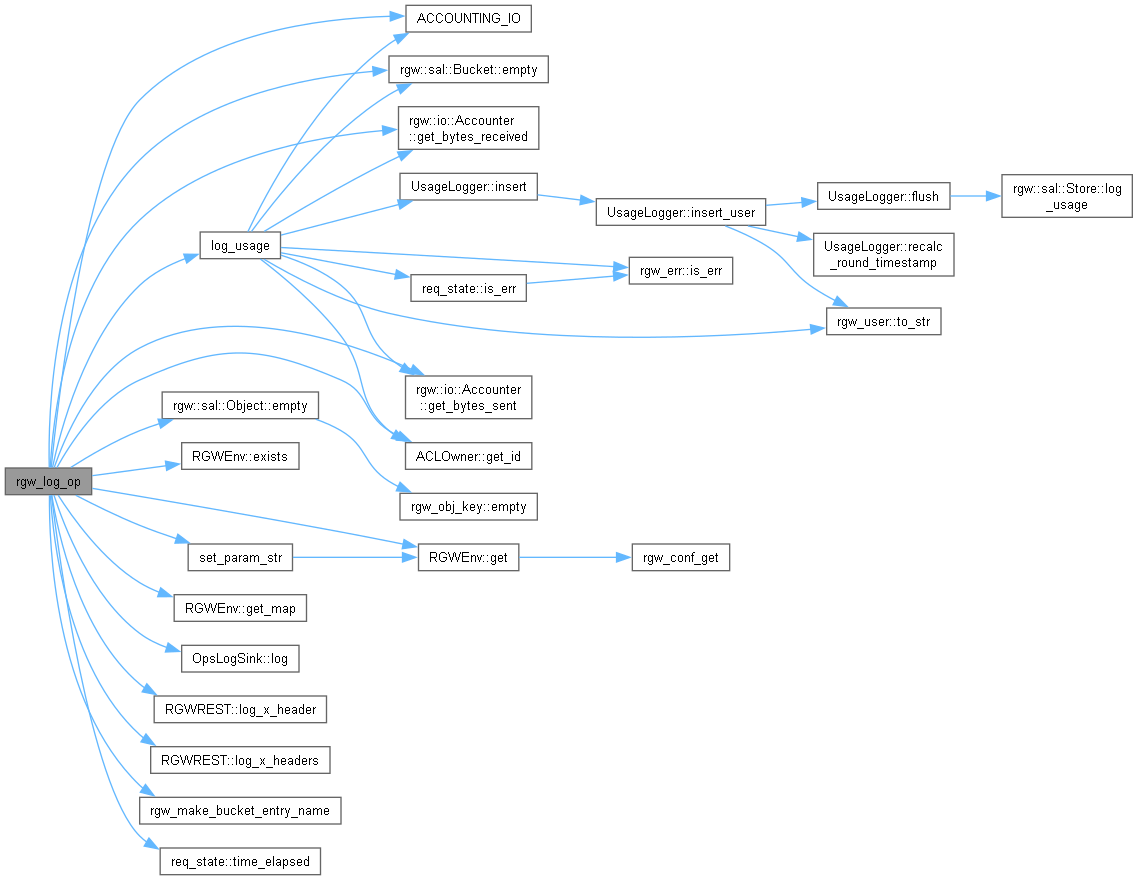 ACCOUNTING_IO
rgw::sal::Bucket::empty
rgw::io::Accounter
::get_bytes_received
UsageLogger::insert
UsageLogger::insert_user
UsageLogger::flush
rgw::sal::Store::log
_usage
log_usage
UsageLogger::recalc
_round_timestamp
rgw_err::is_err
req_state::is_err
rgw_user::to_str
rgw::io::Accounter
::get_bytes_sent
rgw::sal::Object::empty
RGWEnv::exists
ACLOwner::get_id
rgw_log_op
rgw_obj_key::empty
set_param_str
RGWEnv::get
rgw_conf_get
RGWEnv::get_map
OpsLogSink::log
RGWREST::log_x_header
RGWREST::log_x_headers
rgw_make_bucket_entry_name
req_state::time_elapsed